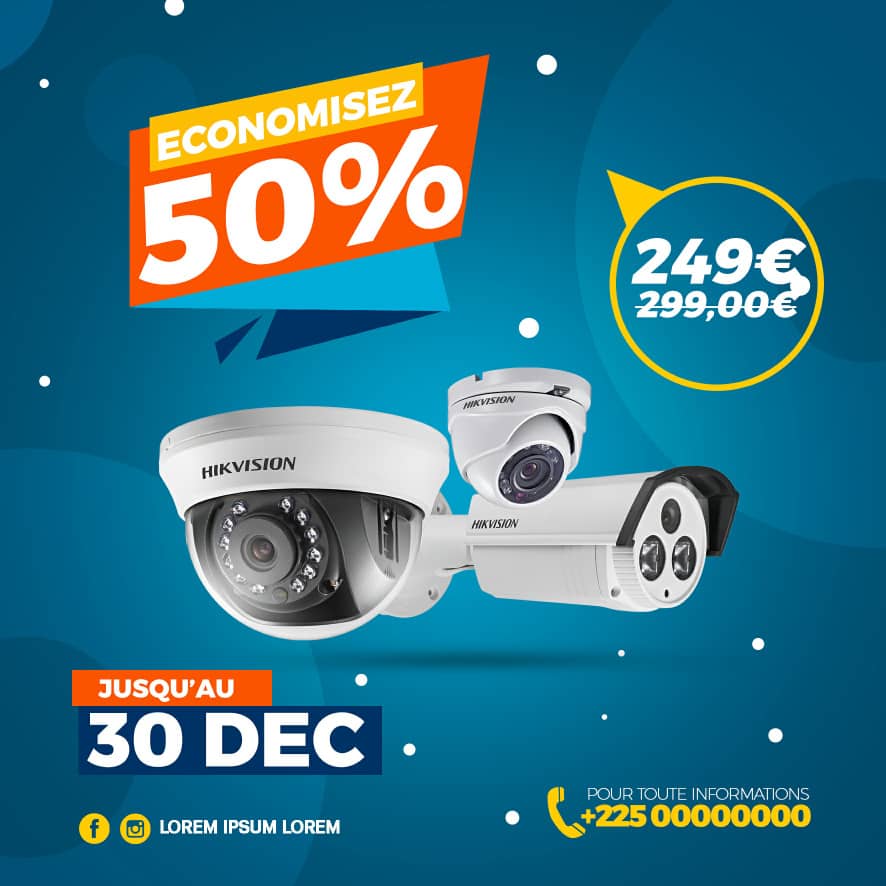 ECONOMISEZ
50%
249€
299,00€
HIKVISION
HIKVISION
HIKVISION
JUSQU'AU
30 DEC
LOREM IPSUM LOREM
POUR TOUTE INFORMATIONS
+225 00000000